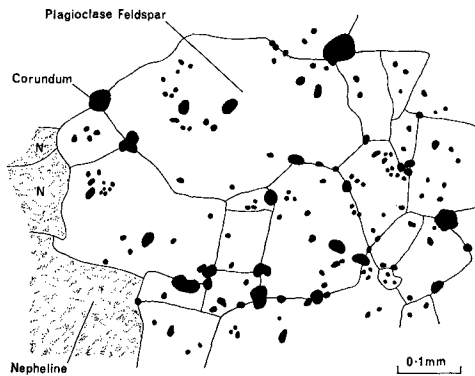 Plagioclase Feldspar
Corundum
N
N
Nepheline
0·1mm